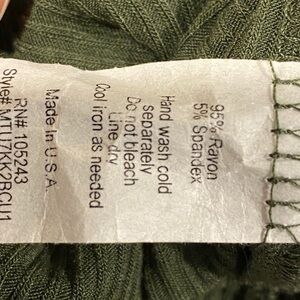 95% Rayon
5% Spandex
Hand wash cold
separately
Do not bleach
Line dry
Cool iron as needed
Made In U.S.A
RN# 105243